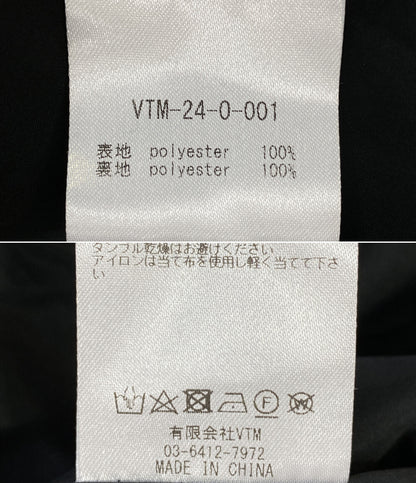 VTM-24-O-001
表地 polyester 100%
裏地 polyester 100%
タンブル乾燥はお避けください
アイロンは当て布を使用し軽く当てて下さ
い
F W
有限会社VTM
03-6412-7972
MADE IN CHINA